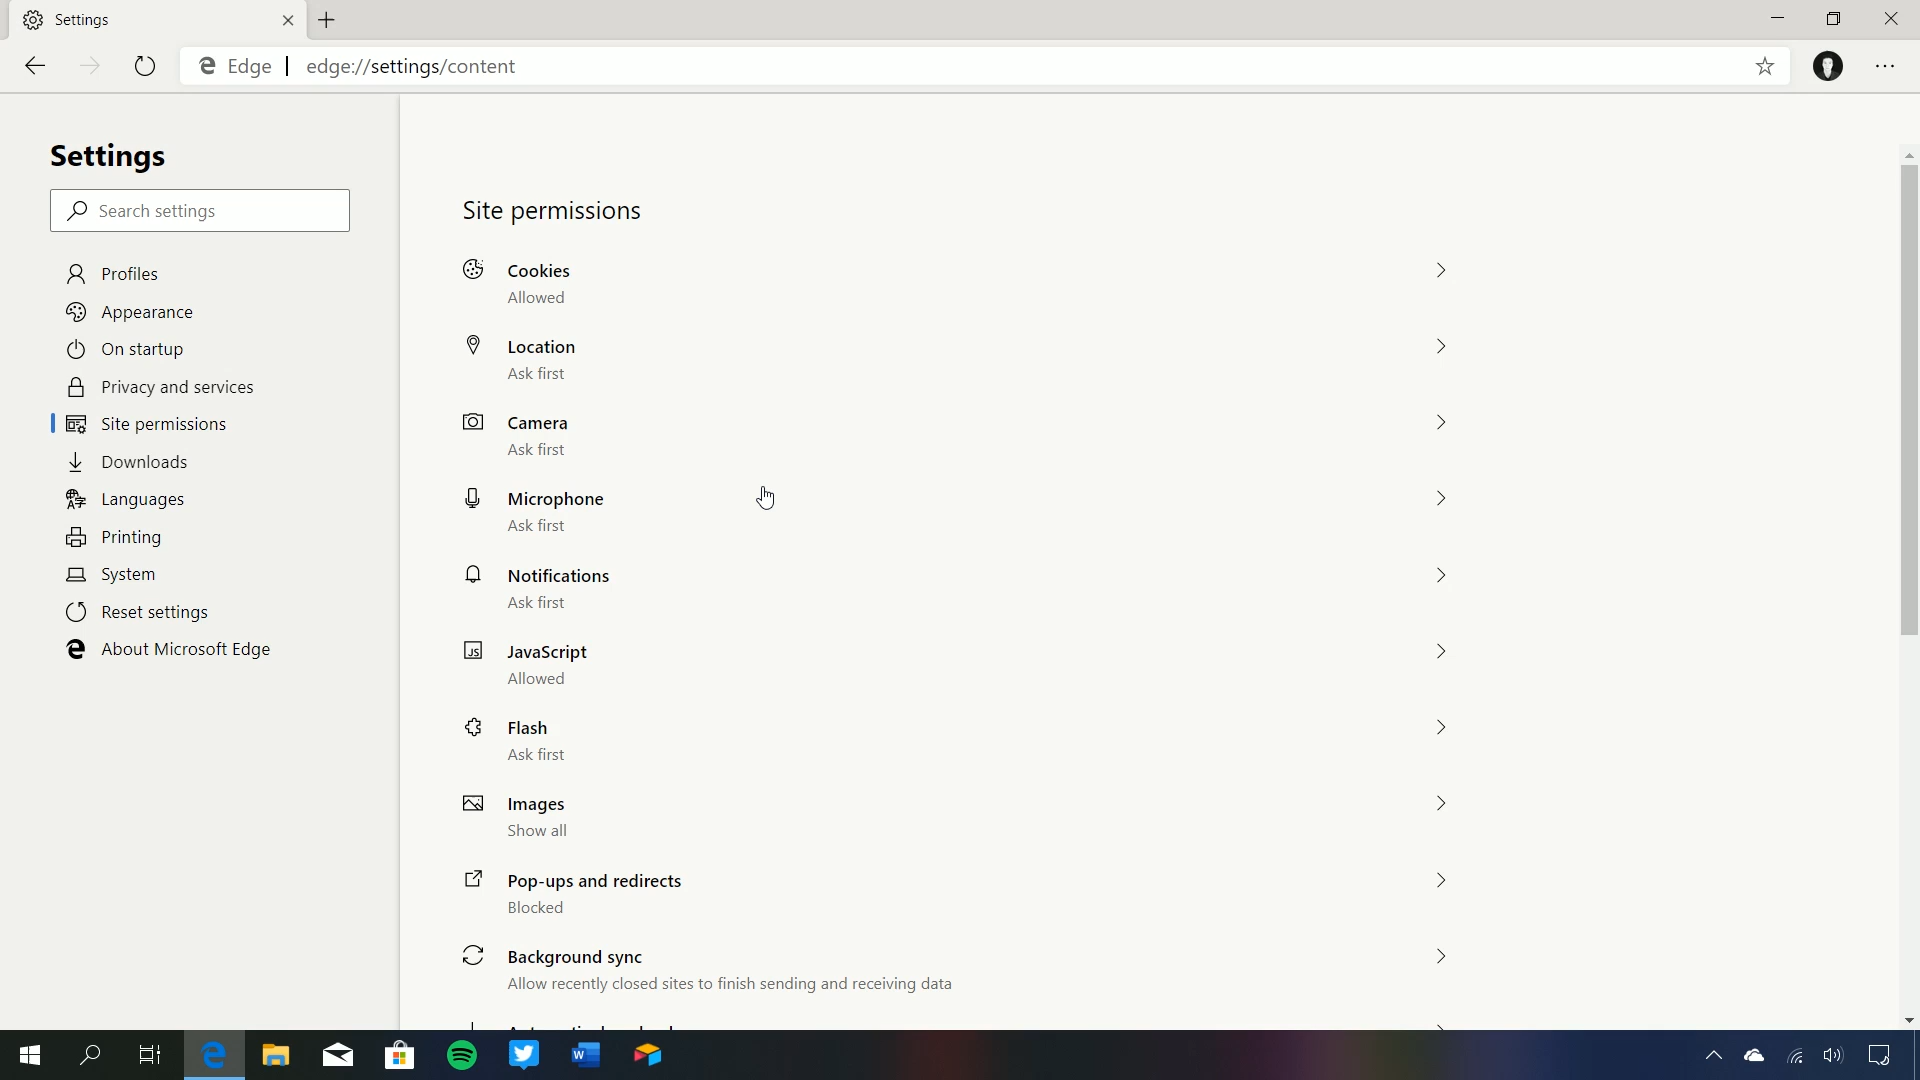 Settings
Edge
edge://settings/content
Settings
Search settings
Profiles
Appearance
On startup
Privacy and services
Site permissions
Downloads
Languages
Printing
System
Reset settings
About Microsoft Edge
Site permissions
Cookies
Allowed
Location
Ask first
Camera
Ask first
Microphone
Ask first
Notifications
Ask first
JS
JavaScript
Allowed
Flash
Ask first
Images
Show all
Pop-ups and redirects
Blocked
Background sync
Allow recently closed sites to finish sending and receiving data
W